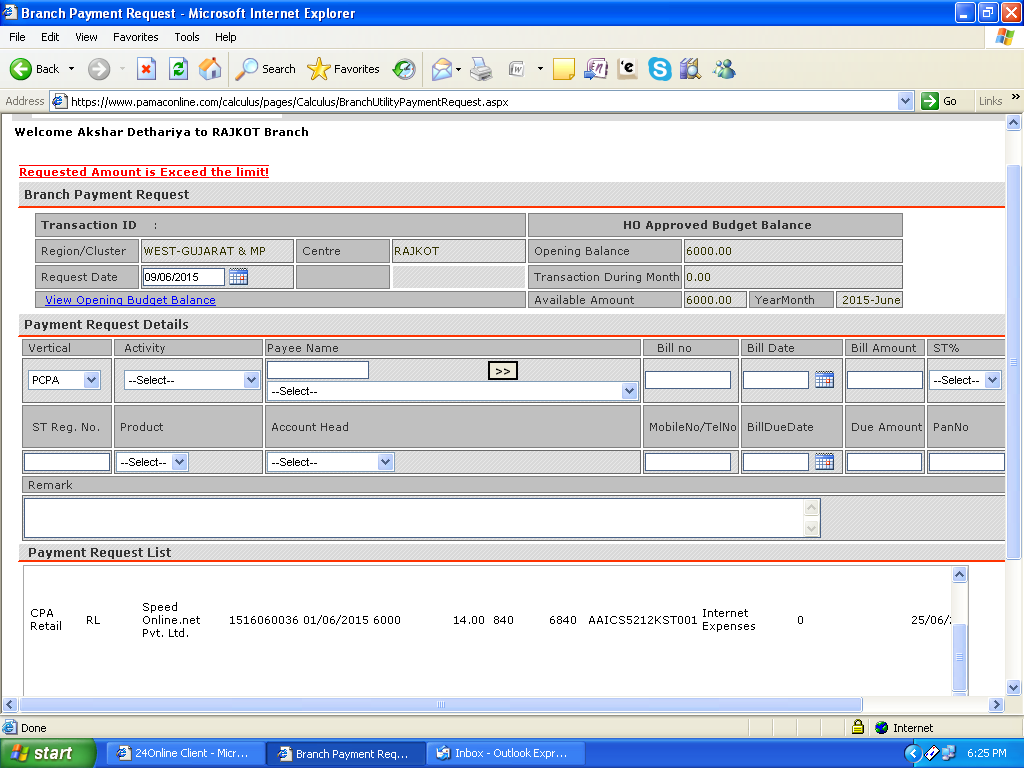 Branch Payment Request - Microsoft Internet Explorer
File Edit View Favorites Tools Help
Back Search Favorites
Address https://www.pamaconline.com/calculus/pages/Calculus/BranchUtilityPaymentRequest.aspx Go Links »
Welcome Akshar Dethariya to RAJKOT Branch
Requested Amount is Exceed the limit!
Branch Payment Request
Transaction ID : HO Approved Budget Balance
Region/Cluster WEST-GUJARAT & MP Centre RAJKOT Opening Balance 6000.00
Request Date 09/06/2015 Transaction During Month 0.00
View Opening Budget Balance Available Amount 6000.00 YearMonth 2015-June
Payment Request Details
Vertical Activity Payee Name Bill no Bill Date Bill Amount ST%
>>
PCPA --Select-- --Select--
--Select--
ST Reg. No. Product Account Head MobileNo/TelNo BillDueDate Due Amount PanNo
--Select-- --Select--
Remark
Payment Request List
CPA Retail RL Speed Online.net Pvt. Ltd. 1516060036 01/06/2015 6000 14.00 840 6840 AAICS5212KST001 Internet Expenses 0 25/06/
Done Internet
start 24Online Client - Micr... Branch Payment Req... Inbox - Outlook Expr... 6:25 PM